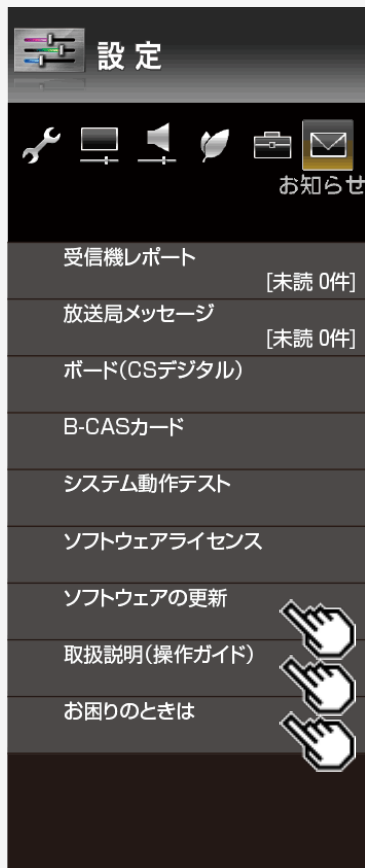 設定
お知らせ
受信機レポート
[未読 0件]
放送局メッセージ
[未読 0件]
ボード(CSデジタル)
B-CASカード
システム動作テスト
ソフトウェアライセンス
ソフトウェアの更新
取扱説明(操作ガイド)
お困りのときは